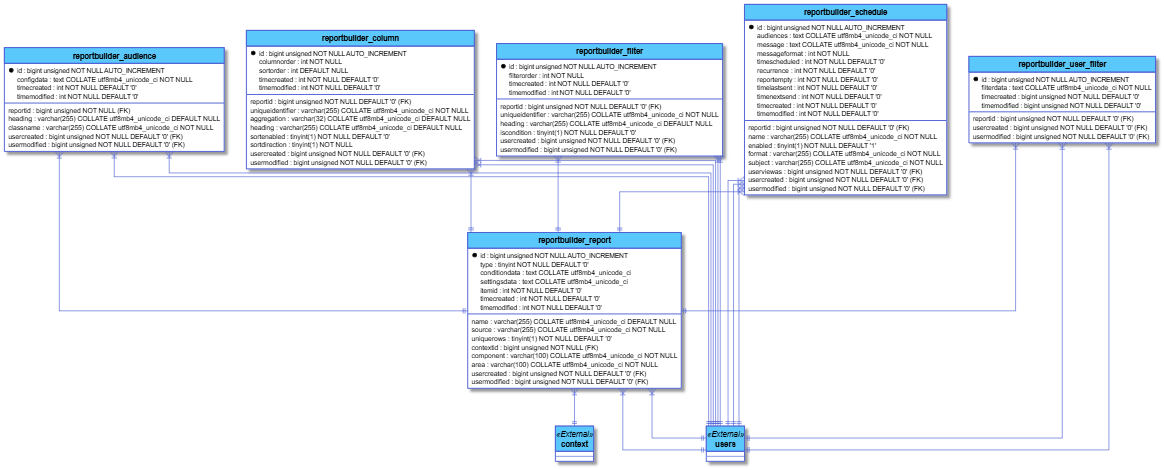 reportbuilder_audience
id : bigint unsigned NOT NULL AUTO_INCREMENT
configdata : text COLLATE utf8mb4_unicode_ci NOT NULL
timecreated : int NOT NULL DEFAULT '0'
timemodified : int NOT NULL DEFAULT '0'
reportid : bigint unsigned NOT NULL (FK)
heading : varchar(255) COLLATE utf8mb4_unicode_ci DEFAULT NULL
classname : varchar(255) COLLATE utf8mb4_unicode_ci NOT NULL
usercreated : bigint unsigned NOT NULL DEFAULT '0' (FK)
usermodified : bigint unsigned NOT NULL DEFAULT '0' (FK)
reportbuilder_column
id : bigint unsigned NOT NULL AUTO_INCREMENT
columnorder : int NOT NULL
sortorder : int DEFAULT NULL
timecreated : int NOT NULL DEFAULT '0'
timemodified : int NOT NULL DEFAULT '0'
reportid : bigint unsigned NOT NULL DEFAULT '0' (FK)
uniqueidentifier : varchar(255) COLLATE utf8mb4_unicode_ci NOT NULL
aggregation : varchar(32) COLLATE utf8mb4_unicode_ci DEFAULT NULL
heading : varchar(255) COLLATE utf8mb4_unicode_ci DEFAULT NULL
sortenabled : tinyint(1) NOT NULL DEFAULT '0'
sortdirection : tinyint(1) NOT NULL
usercreated : bigint unsigned NOT NULL DEFAULT '0' (FK)
usermodified : bigint unsigned NOT NULL DEFAULT '0' (FK)
reportbuilder_filter
id : bigint unsigned NOT NULL AUTO_INCREMENT
filterorder : int NOT NULL
timecreated : int NOT NULL DEFAULT '0'
timemodified : int NOT NULL DEFAULT '0'
reportid : bigint unsigned NOT NULL DEFAULT '0' (FK)
uniqueidentifier : varchar(255) COLLATE utf8mb4_unicode_ci NOT NULL
heading : varchar(255) COLLATE utf8mb4_unicode_ci DEFAULT NULL
iscondition : tinyint(1) NOT NULL DEFAULT '0'
usercreated : bigint unsigned NOT NULL DEFAULT '0' (FK)
usermodified : bigint unsigned NOT NULL DEFAULT '0' (FK)
reportbuilder_schedule
id : bigint unsigned NOT NULL AUTO_INCREMENT
audiences : text COLLATE utf8mb4_unicode_ci NOT NULL
message : text COLLATE utf8mb4_unicode_ci NOT NULL
messageformat : int NOT NULL
timescheduled : int NOT NULL DEFAULT '0'
recurrence : int NOT NULL DEFAULT '0'
reportempty : int NOT NULL DEFAULT '0'
timelastsent : int NOT NULL DEFAULT '0'
timenextsend : int NOT NULL DEFAULT '0'
timecreated : int NOT NULL DEFAULT '0'
timemodified : int NOT NULL DEFAULT '0'
reportid : bigint unsigned NOT NULL DEFAULT '0' (FK)
name : varchar(255) COLLATE utf8mb4_unicode_ci NOT NULL
enabled : tinyint(1) NOT NULL DEFAULT '1'
format : varchar(255) COLLATE utf8mb4_unicode_ci NOT NULL
subject : varchar(255) COLLATE utf8mb4_unicode_ci NOT NULL
userviewas : bigint unsigned NOT NULL DEFAULT '0' (FK)
usercreated : bigint unsigned NOT NULL DEFAULT '0' (FK)
usermodified : bigint unsigned NOT NULL DEFAULT '0' (FK)
reportbuilder_user_filter
id : bigint unsigned NOT NULL AUTO_INCREMENT
filterdata : text COLLATE utf8mb4_unicode_ci NOT NULL
timecreated : bigint unsigned NOT NULL DEFAULT '0'
timemodified : bigint unsigned NOT NULL DEFAULT '0'
reportid : bigint unsigned NOT NULL DEFAULT '0' (FK)
usercreated : bigint unsigned NOT NULL DEFAULT '0' (FK)
usermodified : bigint unsigned NOT NULL DEFAULT '0' (FK)
reportbuilder_report
id : bigint unsigned NOT NULL AUTO_INCREMENT
type : tinyint NOT NULL DEFAULT '0'
conditiondata : text COLLATE utf8mb4_unicode_ci
settingsdata : text COLLATE utf8mb4_unicode_ci
itemid : int NOT NULL DEFAULT '0'
timecreated : int NOT NULL DEFAULT '0'
timemodified : int NOT NULL DEFAULT '0'
name : varchar(255) COLLATE utf8mb4_unicode_ci DEFAULT NULL
source : varchar(255) COLLATE utf8mb4_unicode_ci NOT NULL
uniquerows : tinyint(1) NOT NULL DEFAULT '0'
contextid : bigint unsigned NOT NULL (FK)
component : varchar(100) COLLATE utf8mb4_unicode_ci NOT NULL
area : varchar(100) COLLATE utf8mb4_unicode_ci NOT NULL
usercreated : bigint unsigned NOT NULL DEFAULT '0' (FK)
usermodified : bigint unsigned NOT NULL DEFAULT '0' (FK)
«External»
context
«External»
users